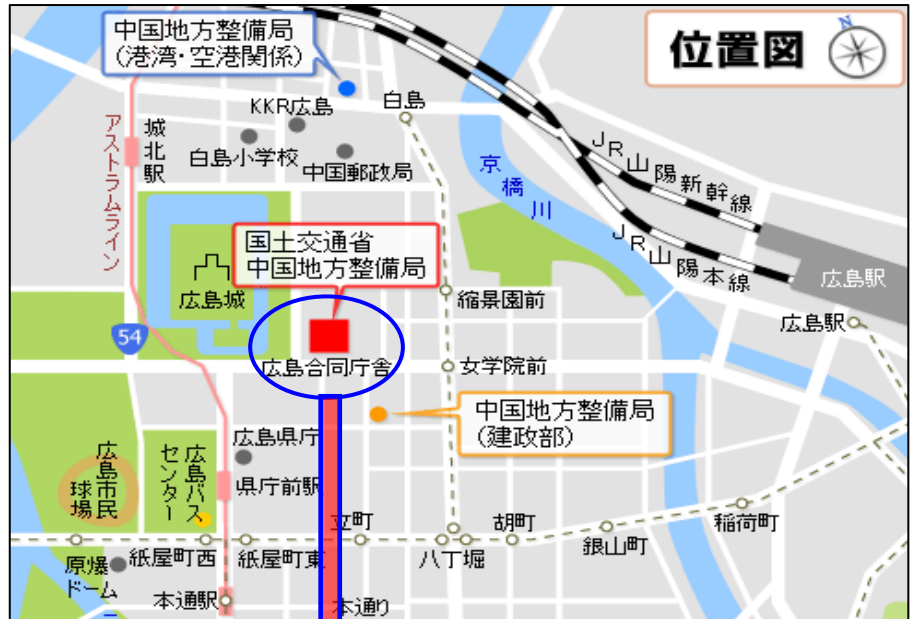 中国地方整備局
(港湾・空港関係)
位置図
N
KKR広島
白島
城北駅
アストラムライン
白島小学校
中国郵政局
京橋川
JR山陽新幹線
JR山陽本線
国土交通省
中国地方整備局
広島城
縮景園前
広島駅
広島駅
54
広島合同庁舎
女学院前
中国地方整備局
(建政部)
広島県庁
広島市民
球場
広島バス
センター
県庁前駅
立町
胡町
稲荷町
銀山町
八丁堀
紙屋町西
紙屋町東
原爆
ドーム
本通駅
本通り